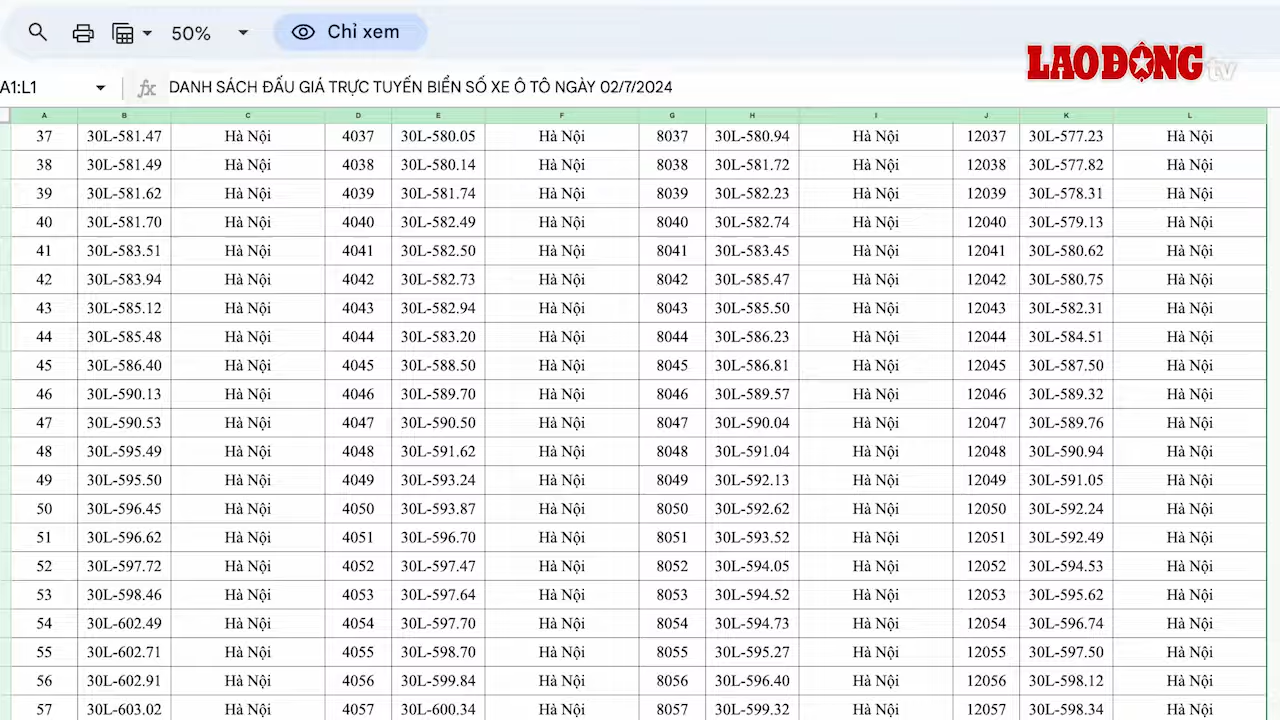 50%
Chỉ xem
LAO ĐỘNG tv
A1:L1
fx DANH SÁCH ĐẤU GIÁ TRỰC TUYẾN BIỂN SỐ XE Ô TÔ NGÀY 02/7/2024
A B C D E F G H I J K L
37 30L-581.47 Hà Nội 4037 30L-580.05 Hà Nội 8037 30L-580.94 Hà Nội 12037 30L-577.23 Hà Nội
38 30L-581.49 Hà Nội 4038 30L-580.14 Hà Nội 8038 30L-581.72 Hà Nội 12038 30L-577.82 Hà Nội
39 30L-581.62 Hà Nội 4039 30L-581.74 Hà Nội 8039 30L-582.23 Hà Nội 12039 30L-578.31 Hà Nội
40 30L-581.70 Hà Nội 4040 30L-582.49 Hà Nội 8040 30L-582.74 Hà Nội 12040 30L-579.13 Hà Nội
41 30L-583.51 Hà Nội 4041 30L-582.50 Hà Nội 8041 30L-583.45 Hà Nội 12041 30L-580.62 Hà Nội
42 30L-583.94 Hà Nội 4042 30L-582.73 Hà Nội 8042 30L-585.47 Hà Nội 12042 30L-580.75 Hà Nội
43 30L-585.12 Hà Nội 4043 30L-582.94 Hà Nội 8043 30L-585.50 Hà Nội 12043 30L-582.31 Hà Nội
44 30L-585.48 Hà Nội 4044 30L-583.20 Hà Nội 8044 30L-586.23 Hà Nội 12044 30L-584.51 Hà Nội
45 30L-586.40 Hà Nội 4045 30L-588.50 Hà Nội 8045 30L-586.81 Hà Nội 12045 30L-587.50 Hà Nội
46 30L-590.13 Hà Nội 4046 30L-589.70 Hà Nội 8046 30L-589.57 Hà Nội 12046 30L-589.32 Hà Nội
47 30L-590.53 Hà Nội 4047 30L-590.50 Hà Nội 8047 30L-590.04 Hà Nội 12047 30L-589.76 Hà Nội
48 30L-595.49 Hà Nội 4048 30L-591.62 Hà Nội 8048 30L-591.04 Hà Nội 12048 30L-590.94 Hà Nội
49 30L-595.50 Hà Nội 4049 30L-593.24 Hà Nội 8049 30L-592.13 Hà Nội 12049 30L-591.05 Hà Nội
50 30L-596.45 Hà Nội 4050 30L-593.87 Hà Nội 8050 30L-592.62 Hà Nội 12050 30L-592.24 Hà Nội
51 30L-596.62 Hà Nội 4051 30L-596.70 Hà Nội 8051 30L-593.52 Hà Nội 12051 30L-592.49 Hà Nội
52 30L-597.72 Hà Nội 4052 30L-597.47 Hà Nội 8052 30L-594.05 Hà Nội 12052 30L-594.53 Hà Nội
53 30L-598.46 Hà Nội 4053 30L-597.64 Hà Nội 8053 30L-594.52 Hà Nội 12053 30L-595.62 Hà Nội
54 30L-602.49 Hà Nội 4054 30L-597.70 Hà Nội 8054 30L-594.73 Hà Nội 12054 30L-596.74 Hà Nội
55 30L-602.71 Hà Nội 4055 30L-598.70 Hà Nội 8055 30L-595.27 Hà Nội 12055 30L-597.50 Hà Nội
56 30L-602.91 Hà Nội 4056 30L-599.84 Hà Nội 8056 30L-596.40 Hà Nội 12056 30L-598.12 Hà Nội
57 30L-603.02 Hà Nội 4057 30L-600.34 Hà Nội 8057 30L-599.32 Hà Nội 12057 30L-598.34 Hà Nội